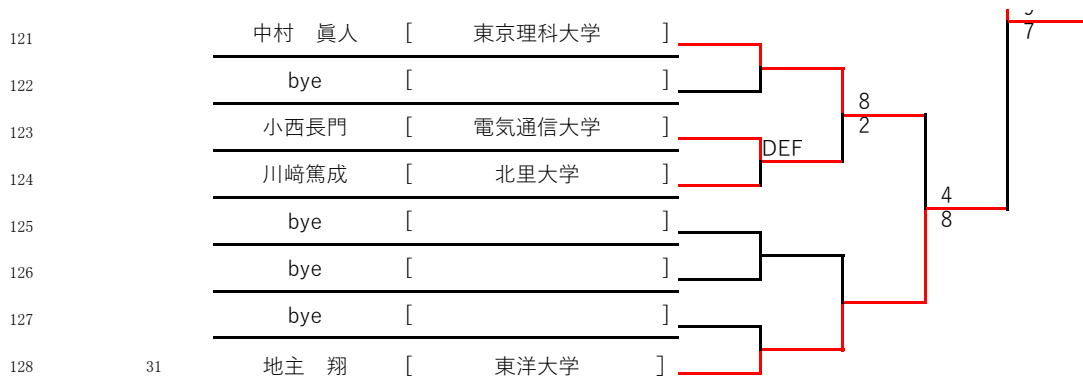 121 中村　眞人 [ 東京理科大学 ]
7
122 bye [ ]
8
123 小西長門 [ 電気通信大学 ]
2
DEF
124 川﨑篤成 [ 北里大学 ]
4
125 bye [ ]
8
126 bye [ ]
127 bye [ ]
128 31 地主　翔 [ 東洋大学 ]